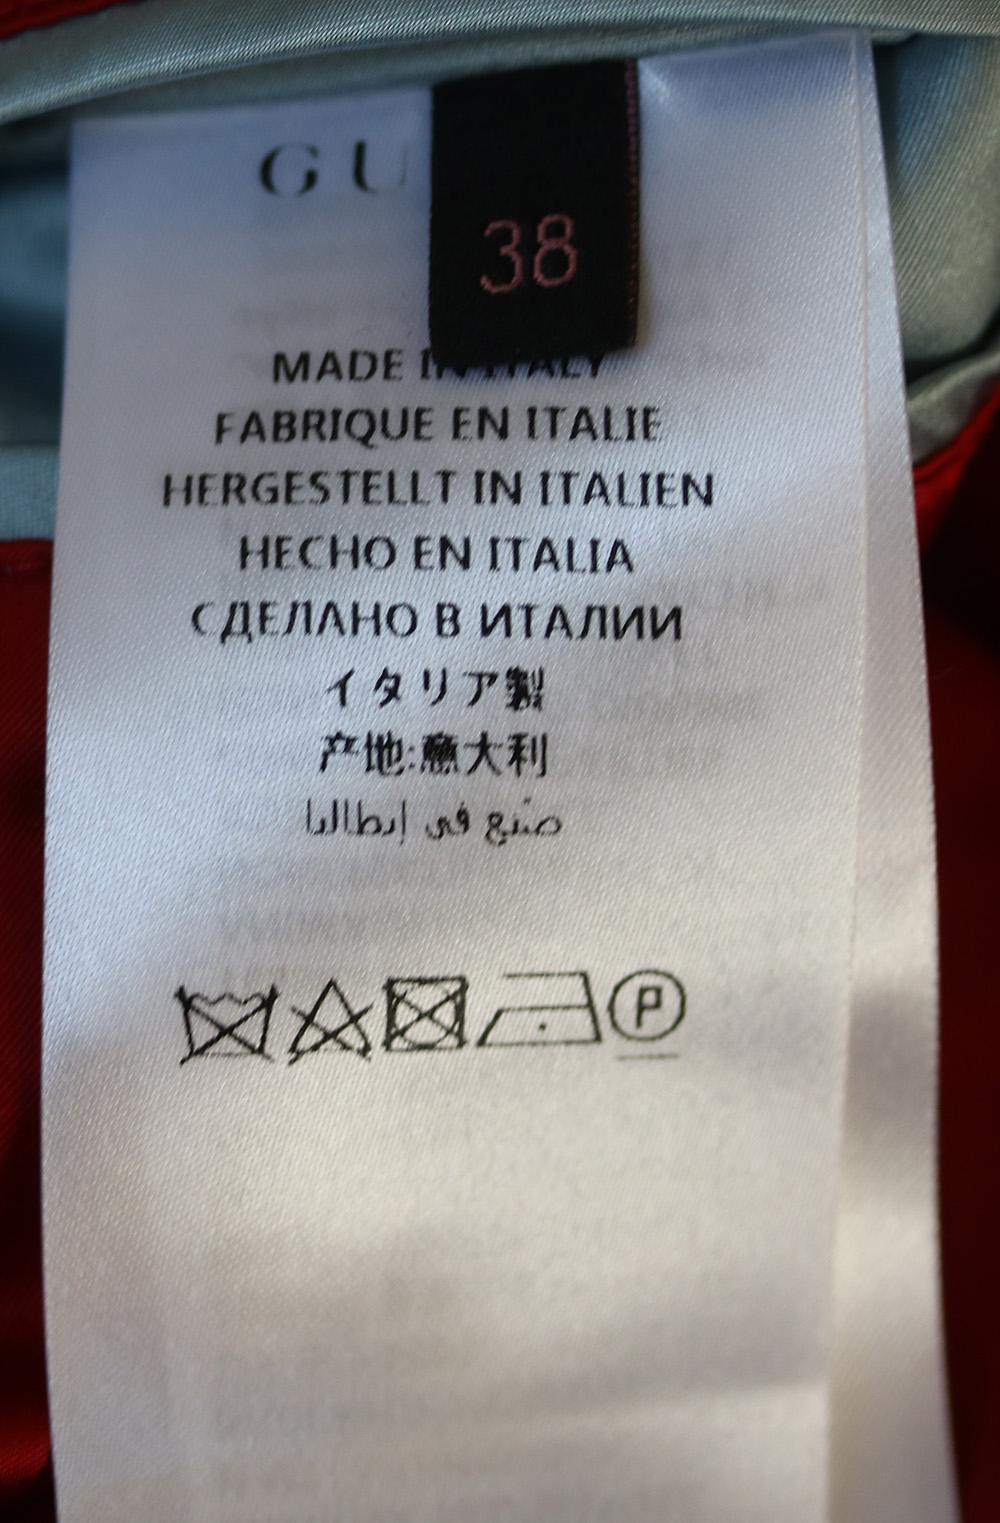 G U
38
MADE IN ITALY
FABRIQUE EN ITALIE
HERGESTELLT IN ITALIEN
HECHO EN ITALIA
СДЕЛАНО В ИТАЛИИ
イタリア製
产地:意大利
صنع في إيطاليا
P